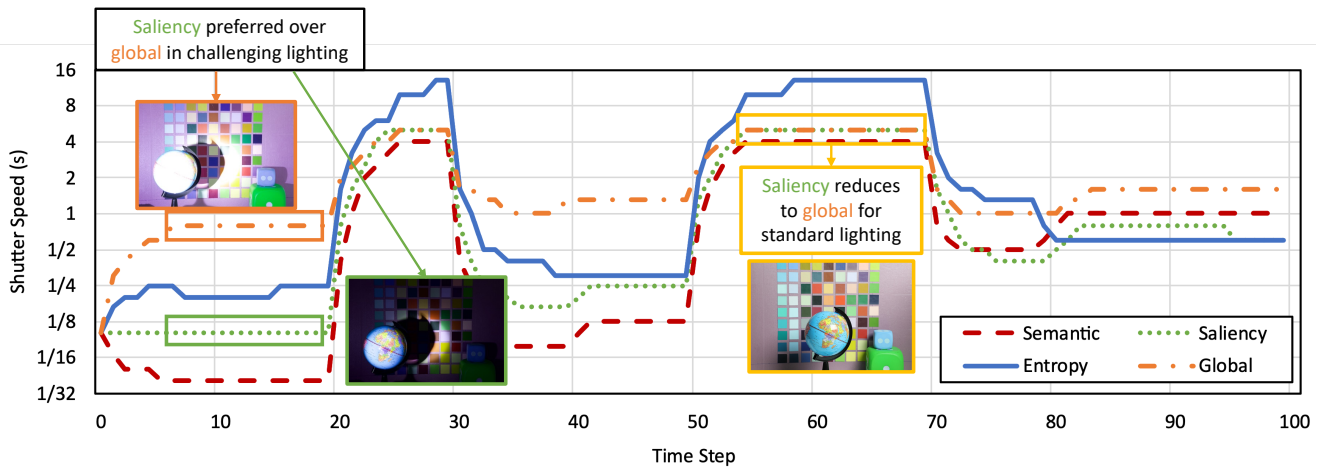 Saliency preferred over
global in challenging lighting
16
8
4
2
1
1/2
1/4
1/8
1/16
1/32
Shutter Speed (s)
Saliency reduces
to global for
standard lighting
Semantic
Saliency
Entropy
Global
0
10
20
30
40
50
60
70
80
90
100
Time Step